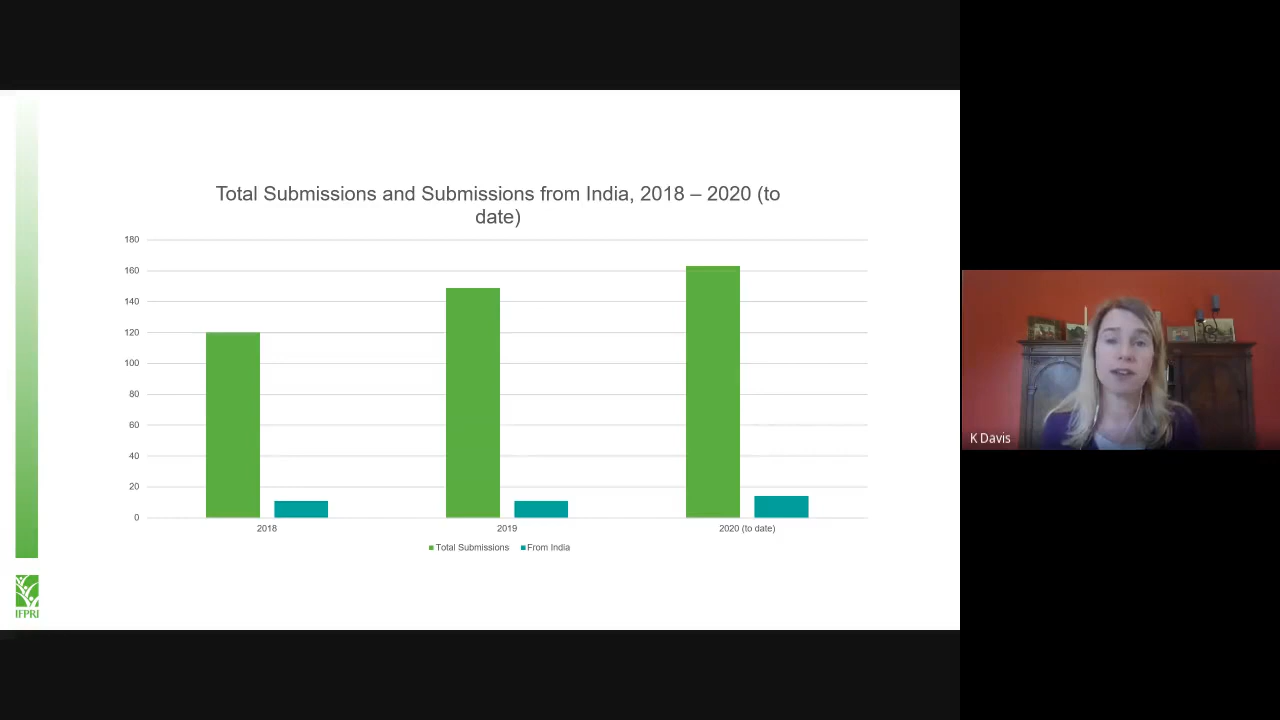 Total Submissions and Submissions from India, 2018 – 2020 (to
date)
180
160
140
120
100
80
60
40
20
0
2018 2019 2020 (to date)
Total Submissions From India
IFPRI
K Davis